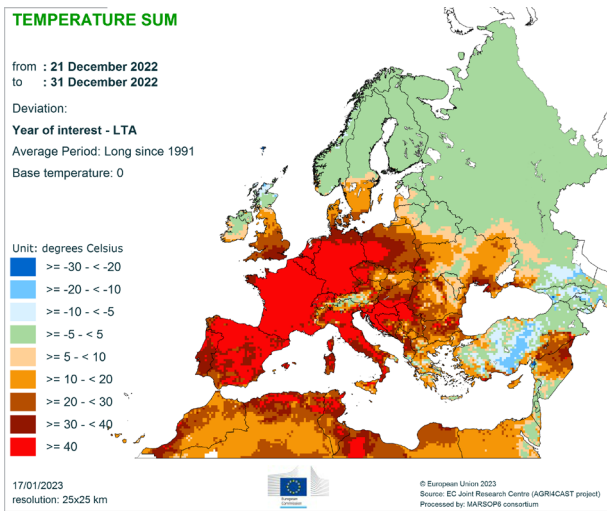 TEMPERATURE SUM
from : 21 December 2022
to : 31 December 2022
Deviation:
Year of interest - LTA
Average Period: Long since 1991
Base temperature: 0
Unit: degrees Celsius
>= -30 - < -20
>= -20 - < -10
>= -10 - < -5
>= -5 - < 5
>= 5 - < 10
>= 10 - < 20
>= 20 - < 30
>= 30 - < 40
>= 40
17/01/2023
resolution: 25x25 km
European
Commission
© European Union 2023
Source: EC Joint Research Centre (AGRI4CAST project)
Processed by: MARSOP6 consortium